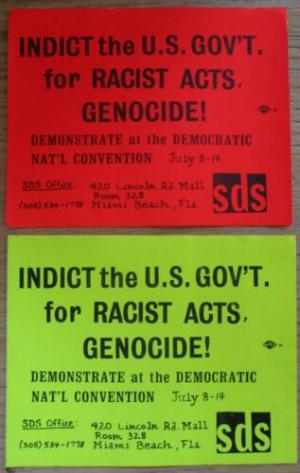 INDICT the U.S. GOV'T.
for RACIST ACTS,
GENOCIDE!
DEMONSTRATE at the DEMOCRATIC
NAT'L CONVENTION July 8-14
SDS Office: 420 Lincoln Rd. Mall
Room 328
(305) 534-1778 Miami Beach, Fla.
sds
INDICT the U.S. GOV'T.
for RACIST ACTS,
GENOCIDE!
DEMONSTRATE at the DEMOCRATIC
NAT'L CONVENTION July 8-14
SDS Office: 420 Lincoln Rd. Mall
Room 328
(305) 534-1778 Miami Beach, Fla.
sds